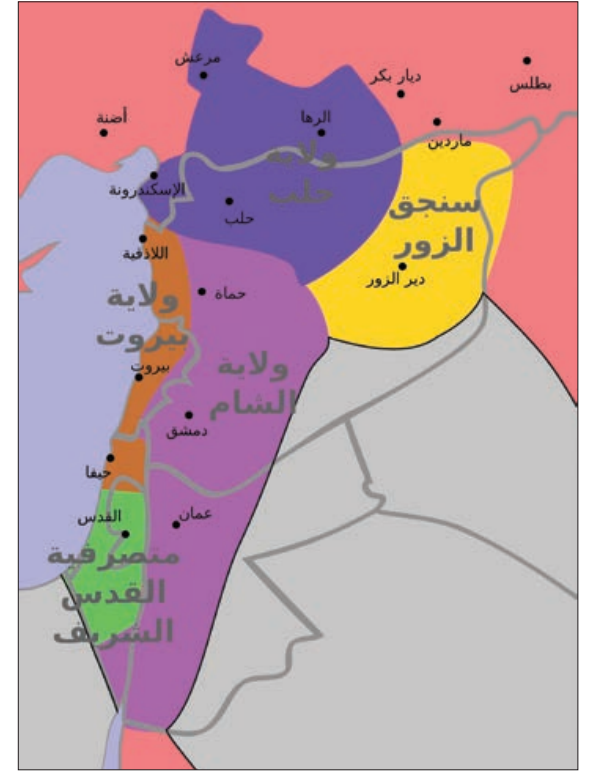 مرعش
ديار بكر
بطلس
أضنة
الرها
ماردين
ولاية
حلب
الإسكندرونة
حلب
سنجق
الزور
اللاذقية
دير الزور
حماة
ولاية
بيروت
بيروت
ولاية
الشام
دمشق
حيفا
القدس
عمان
متصرفية
القدس
الشريف